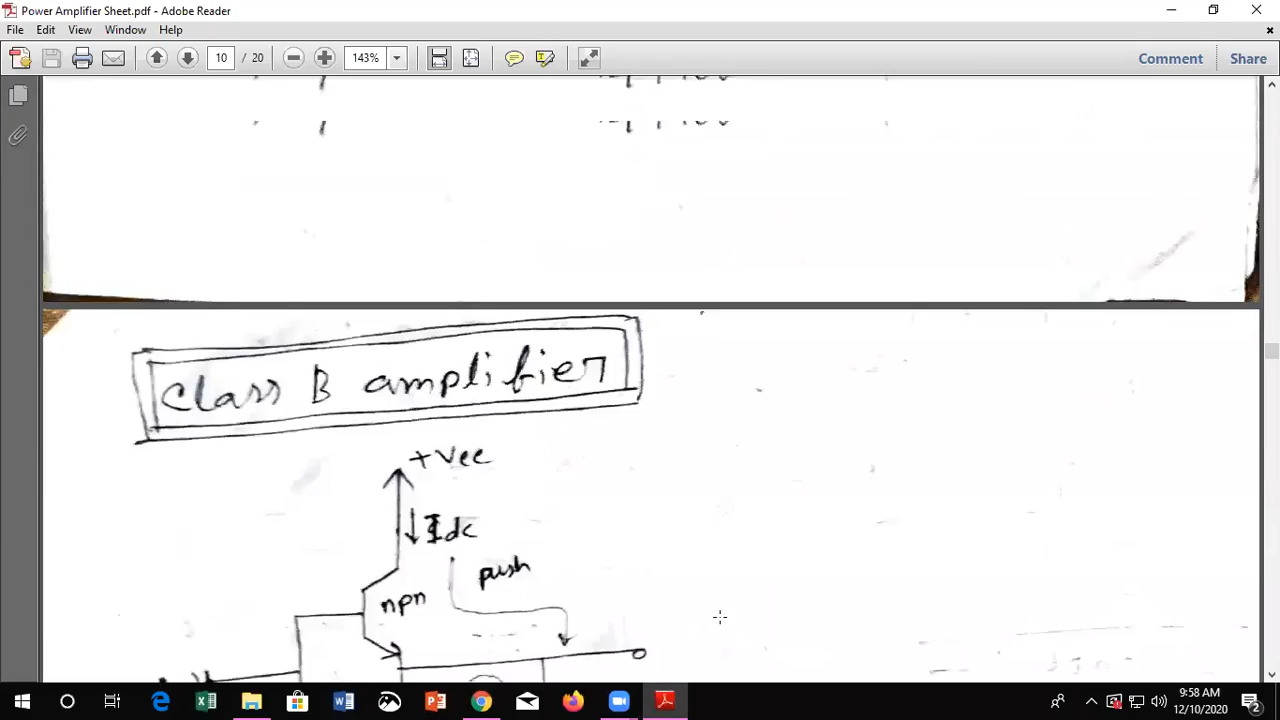 Power Amplifier Sheet.pdf - Adobe Reader
File Edit View Window Help
10 / 20 143% Comment Share
Class B amplifier
+Vcc
Idc
push
npn
9:58 AM
12/10/2020
2